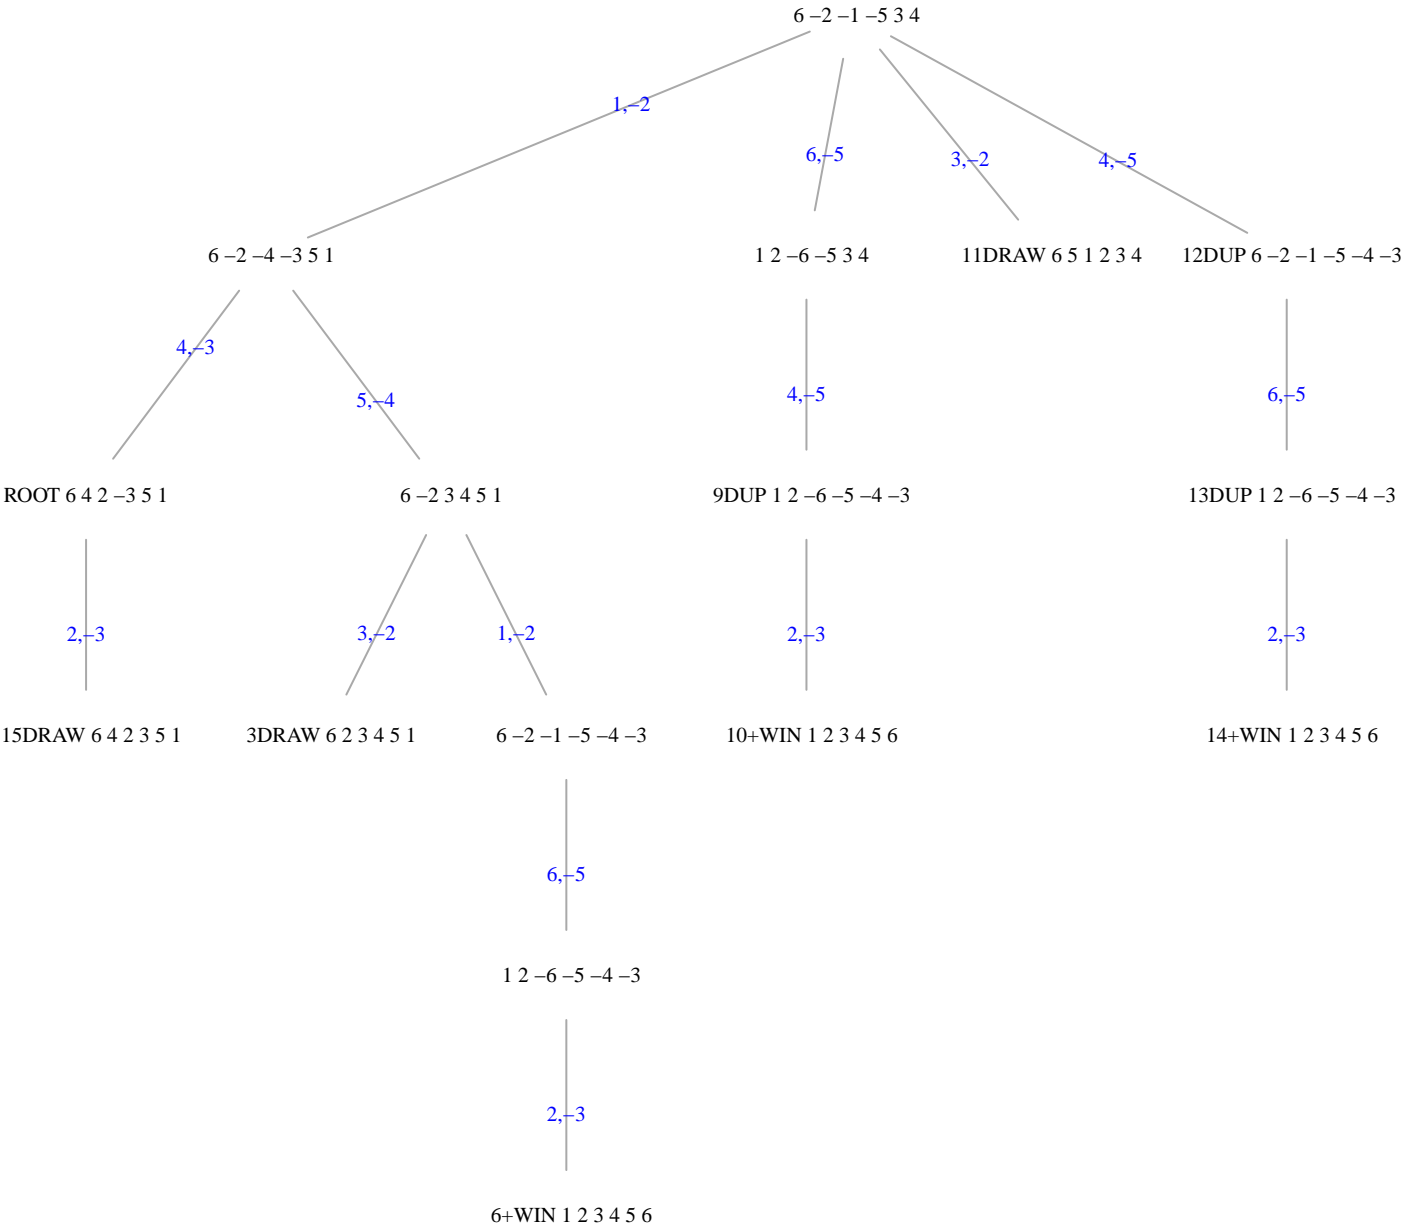 6 –2 –1 –5 3 4
1,–2
6,–5
3,–2
4,–5
6 –2 –4 –3 5 1
1 2 –6 –5 3 4
11DRAW 6 5 1 2 3 4
12DUP 6 –2 –1 –5 –4 –3
4,–3
5,–4
4,–5
6,–5
ROOT 6 4 2 –3 5 1
6 –2 3 4 5 1
9DUP 1 2 –6 –5 –4 –3
13DUP 1 2 –6 –5 –4 –3
2,–3
3,–2
1,–2
2,–3
2,–3
15DRAW 6 4 2 3 5 1
3DRAW 6 2 3 4 5 1
6 –2 –1 –5 –4 –3
10+WIN 1 2 3 4 5 6
14+WIN 1 2 3 4 5 6
6,–5
1 2 –6 –5 –4 –3
2,–3
6+WIN 1 2 3 4 5 6